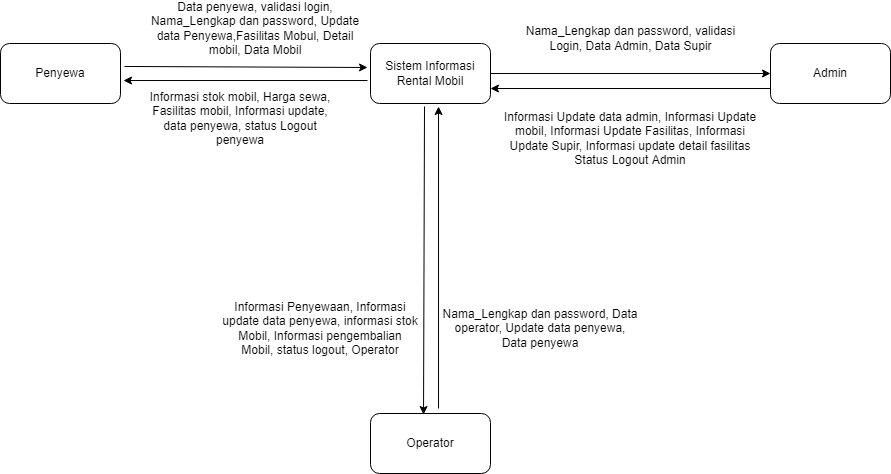 Data penyewa, validasi login,
Nama_Lengkap dan password, Update
data Penyewa,Fasilitas Mobul, Detail
mobil, Data Mobil
Penyewa
Informasi stok mobil, Harga sewa,
Fasilitas mobil, Informasi update,
data penyewa, status Logout
penyewa
Sistem Informasi
Rental Mobil
Nama_Lengkap dan password, validasi
Login, Data Admin, Data Supir
Admin
Informasi Update data admin, Informasi Update
mobil, Informasi Update Fasilitas, Informasi
Update Supir, Informasi update detail fasilitas
Status Logout Admin
Informasi Penyewaan, Informasi
update data penyewa, informasi stok
Mobil, Informasi pengembalian
Mobil, status logout, Operator
Nama_Lengkap dan password, Data
operator, Update data penyewa,
Data penyewa
Operator